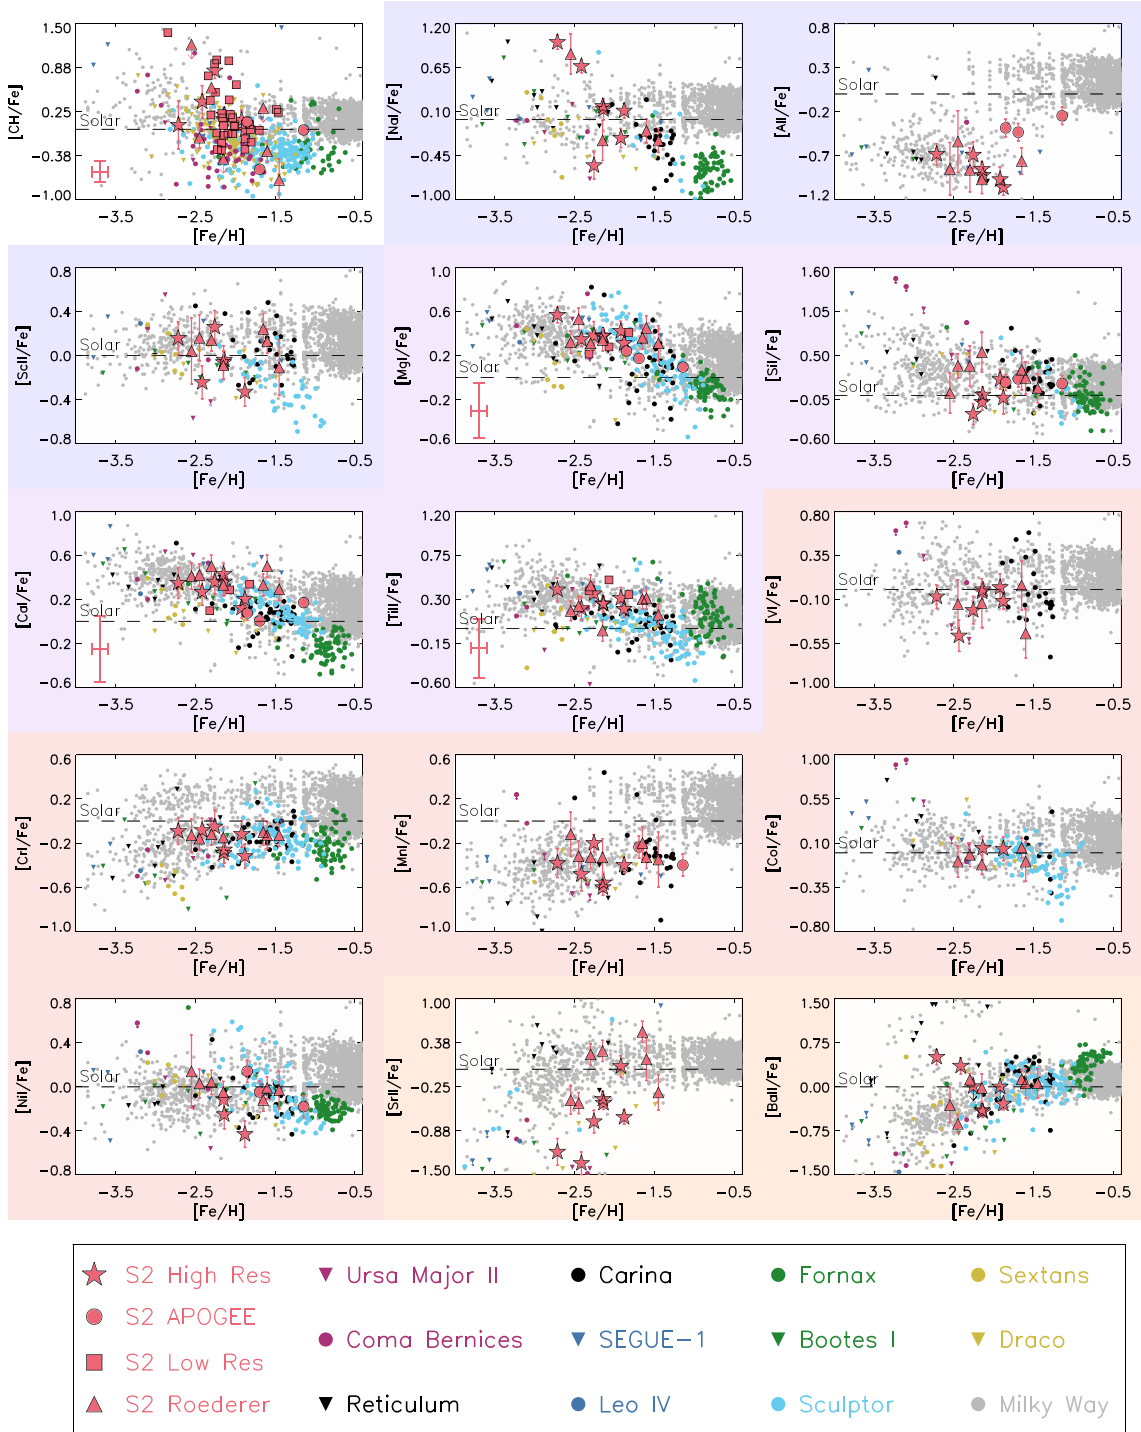 1.50
0.88
0.25
−0.38
−1.00
[CH/Fe]
Solar
−3.5 −2.5 −1.5 −0.5
[Fe/H]
1.20
0.65
0.10
−0.45
−1.00
[NaI/Fe]
Solar
−3.5 −2.5 −1.5 −0.5
[Fe/H]
0.8
0.3
−0.2
−0.7
−1.2
[AlI/Fe]
Solar
−3.5 −2.5 −1.5 −0.5
[Fe/H]
0.8
0.4
0.0
−0.4
−0.8
[ScII/Fe]
Solar
−3.5 −2.5 −1.5 −0.5
[Fe/H]
1.0
0.6
0.2
−0.2
−0.6
[MgI/Fe]
Solar
−3.5 −2.5 −1.5 −0.5
[Fe/H]
1.60
1.05
0.50
−0.05
−0.60
[SiI/Fe]
Solar
−3.5 −2.5 −1.5 −0.5
[Fe/H]
1.0
0.6
0.2
−0.2
−0.6
[CaI/Fe]
Solar
−3.5 −2.5 −1.5 −0.5
[Fe/H]
1.20
0.75
0.30
−0.15
−0.60
[TiII/Fe]
Solar
−3.5 −2.5 −1.5 −0.5
[Fe/H]
0.80
0.35
−0.10
−0.55
−1.00
[VI/Fe]
Solar
−3.5 −2.5 −1.5 −0.5
[Fe/H]
0.6
0.2
−0.2
−0.6
−1.0
[CrI/Fe]
Solar
−3.5 −2.5 −1.5 −0.5
[Fe/H]
0.6
0.2
−0.2
−0.6
−1.0
[MnI/Fe]
Solar
−3.5 −2.5 −1.5 −0.5
[Fe/H]
1.00
0.55
0.10
−0.35
−0.80
[CoI/Fe]
Solar
−3.5 −2.5 −1.5 −0.5
[Fe/H]
0.8
0.4
0.0
−0.4
−0.8
[NiI/Fe]
Solar
−3.5 −2.5 −1.5 −0.5
[Fe/H]
1.00
0.38
−0.25
−0.88
−1.50
[SrII/Fe]
Solar
−3.5 −2.5 −1.5 −0.5
[Fe/H]
1.50
0.75
0.00
−0.75
−1.50
[BaII/Fe]
Solar
−3.5 −2.5 −1.5 −0.5
[Fe/H]
S2 High Res
S2 APOGEE
S2 Low Res
S2 Roederer
Ursa Major II
Coma Bernices
Reticulum
Carina
SEGUE−1
Leo IV
Fornax
Bootes I
Sculptor
Sextans
Draco
Milky Way